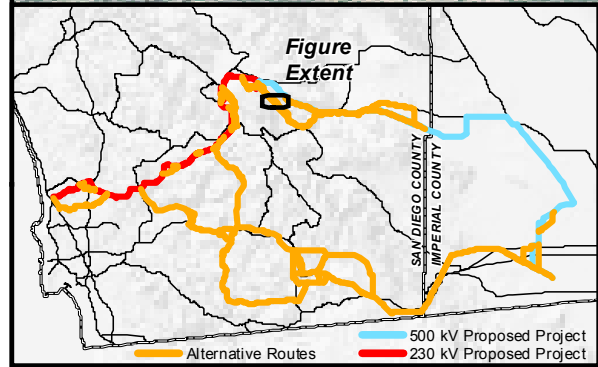 Figure
Extent
SAN DIEGO COUNTY
IMPERIAL COUNTY
500 kV Proposed Project
Alternative Routes
230 kV Proposed Project